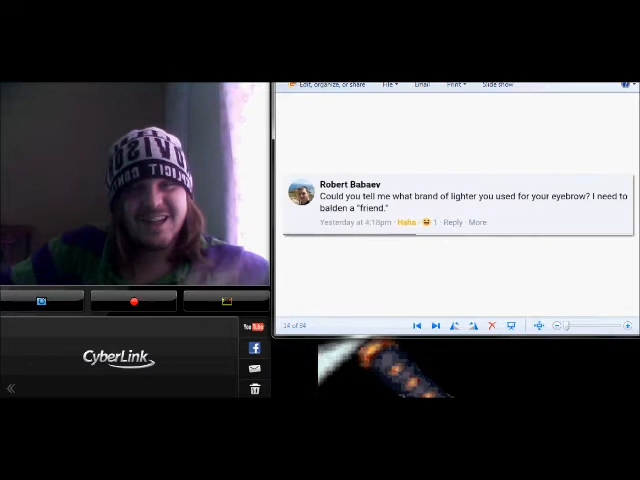 Edit, organize, or share File Email Print Slide show
Robert Babaev
Could you tell me what brand of lighter you used for your eyebrow? I need to
balden a "friend."
Yesterday at 4:18pm · Haha · 1 · Reply · More
14 of 34
You Tube
CyberLink